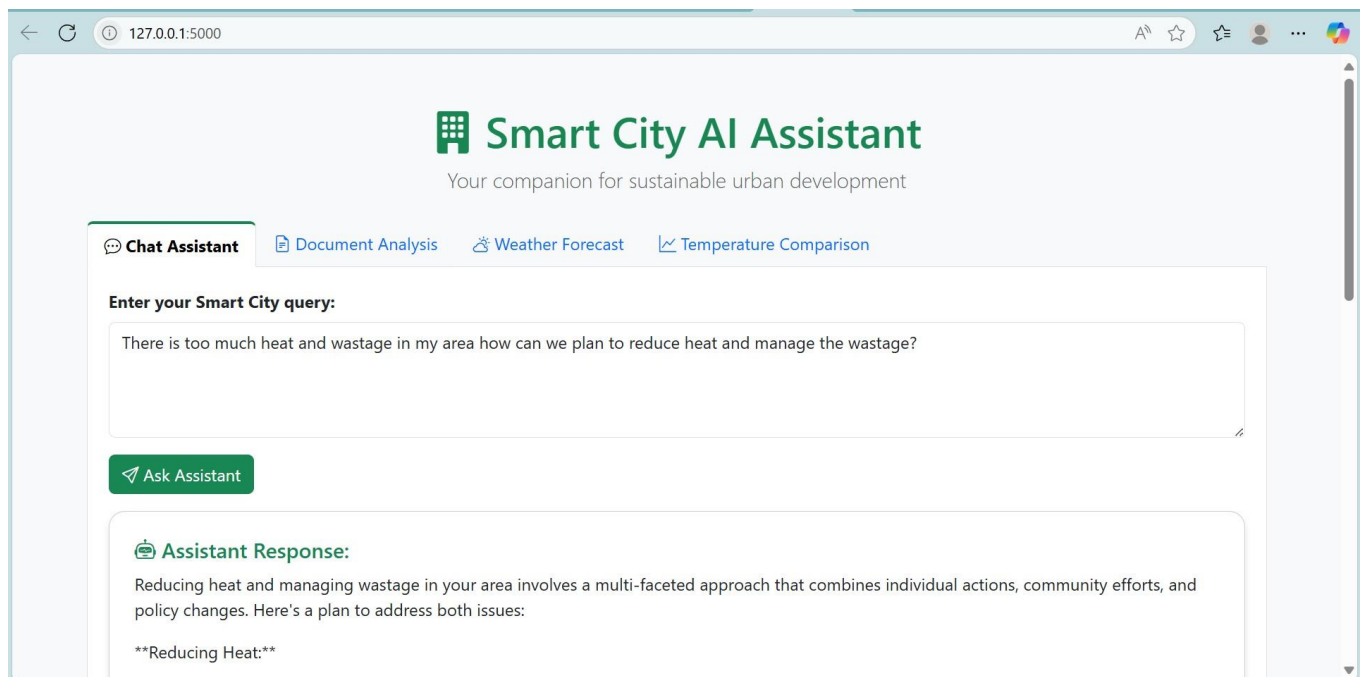 127.0.0.1:5000
Smart City AI Assistant
Your companion for sustainable urban development
Chat Assistant
Document Analysis
Weather Forecast
Temperature Comparison
Enter your Smart City query:
There is too much heat and wastage in my area how can we plan to reduce heat and manage the wastage?
Ask Assistant
Assistant Response:
Reducing heat and managing wastage in your area involves a multi-faceted approach that combines individual actions, community efforts, and
policy changes. Here's a plan to address both issues:
**Reducing Heat:**